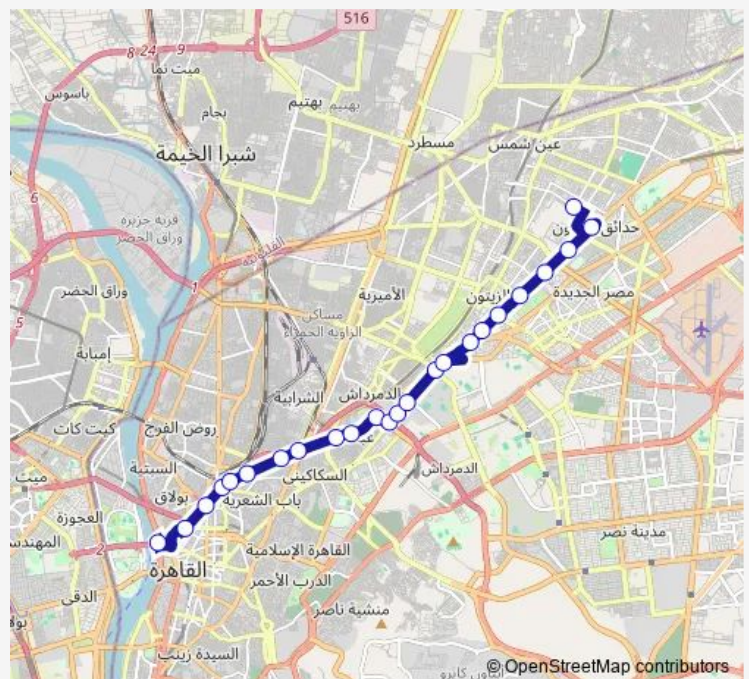 516
8
24
9
ميت نما
باسوس
بهتيم
بهتيم
بجام
مسطرد
عين شمس
شبرا الخيمة
6
قرية جزيرة
وراق الحضر
حدائق
ون
القليوبية
1
وراق الحضر
الأميرية
الزيتون
مصر الجديدة
مساكن
الزاوية الحمراء
5
إمبابة
الشرابية
الدمرداش
كيت كات
روض الفرج
السبتية
السكاكيني
الدمرداش
ميت
بولاق
باب الشعرية
العجوزة
المهندس
2
القاهرة الإسلامية
مدينة نصر
القاهرة
الدرب الأحمر
الدقي
منشية ناصر
السيدة زينب
© OpenStreetMap contributors